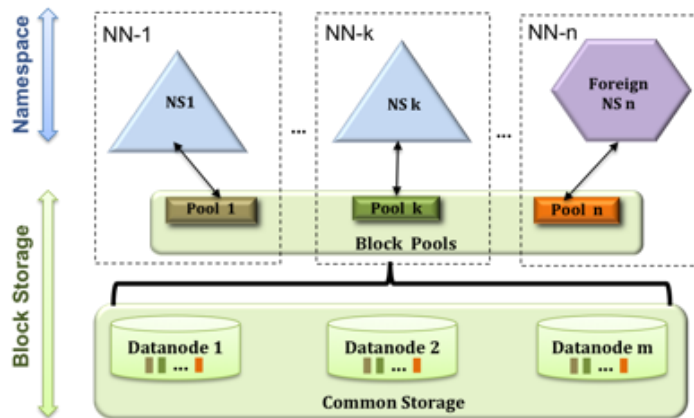 NN-1
NN-k
NN-n
Namespace
NS1
NS k
Foreign
NS n
...
...
Pool 1
Pool k
Pool n
Block Pools
Block Storage
Datanode 1
Datanode 2
Datanode m
...
...
...
Common Storage